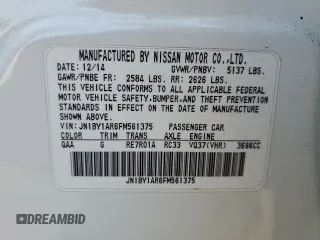 MANUFACTURED BY NISSAN MOTOR CO.,LTD.
DATE: 12/14 GVWR/PNBV: 5137 LBS.
GAWR/PNBE FR: 2584 LBS. RR: 2626 LBS.
THIS VEHICLE CONFORMS TO ALL APPLICABLE FEDERAL
MOTOR VEHICLE SAFETY, BUMPER, AND THEFT PREVENTION
STANDARDS IN EFFECT ON THE DATE OF MANUFACTURE
SHOWN ABOVE.
VIN: JN1BY1AR6FM561375 PASSENGER CAR
COLOR TRIM TRANS AXLE ENGINE
QAA G RE7R01A RC33 VQ37(VHR) 3696CC
JN1BY1AR6FM561375
DREAMBID